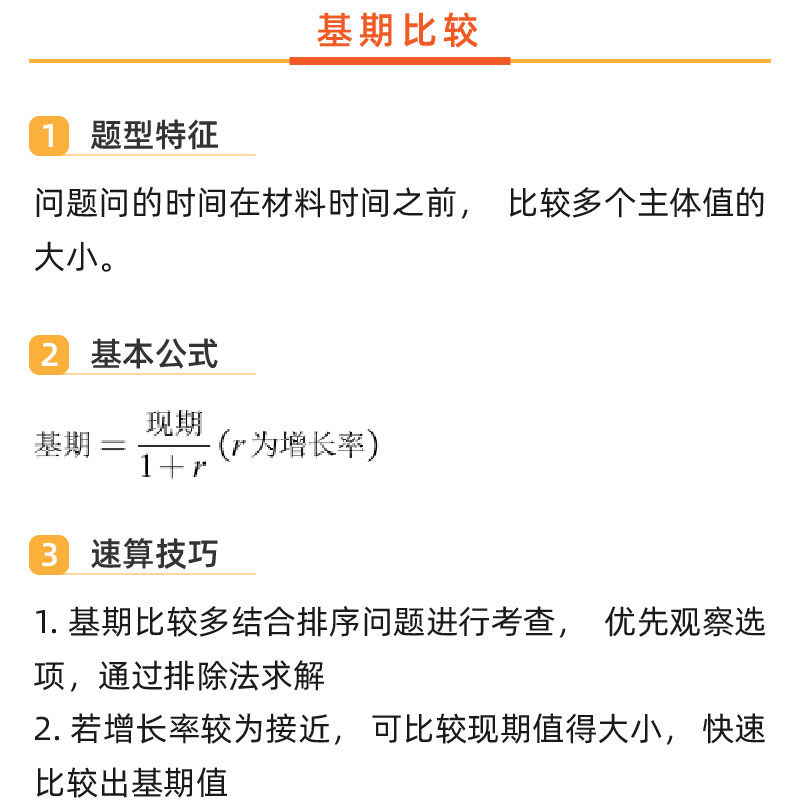 基期比较
1 题型特征
问题问的时间在材料时间之前， 比较多个主体值的
大小。
2 基本公式
基期 = 现期/(1+r) (r为增长率)
3 速算技巧
1. 基期比较多结合排序问题进行考查， 优先观察选
项，通过排除法求解
2. 若增长率较为接近， 可比较现期值得大小， 快速
比较出基期值